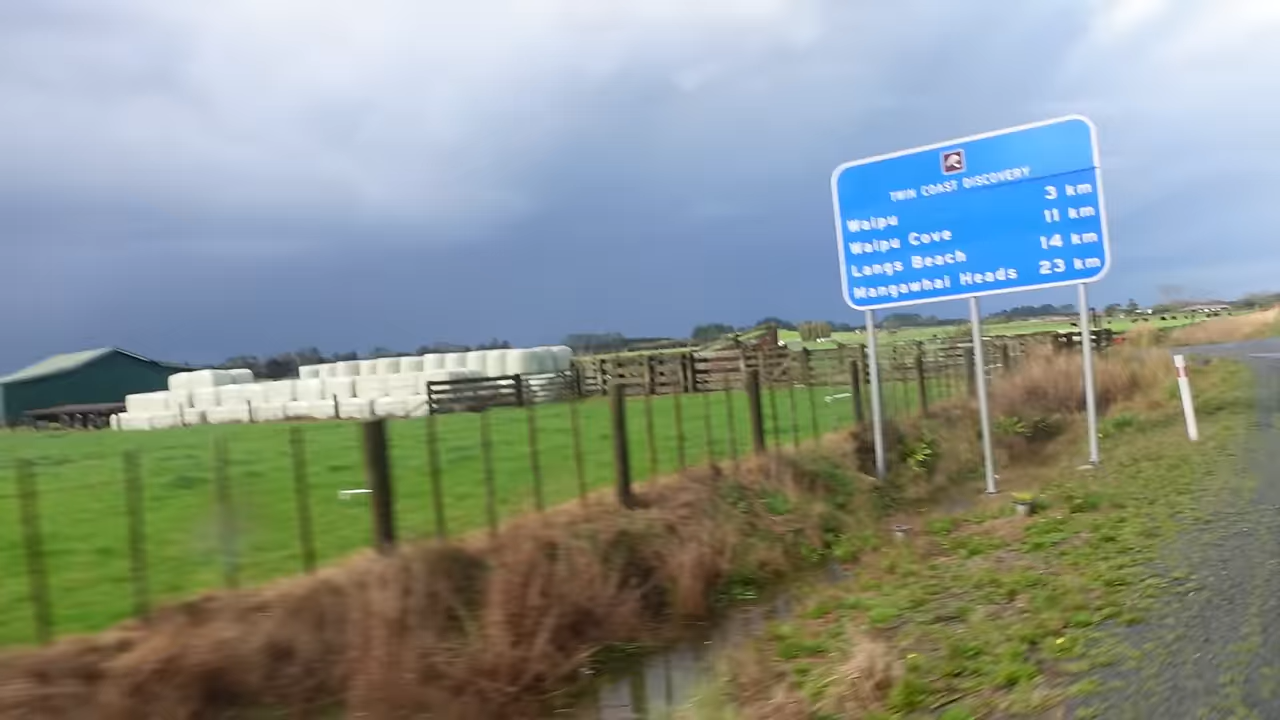 TWIN COAST DISCOVERY
Waipu 3 km
Waipu Cove 11 km
Langs Beach 14 km
Mangawhai Heads 23 km